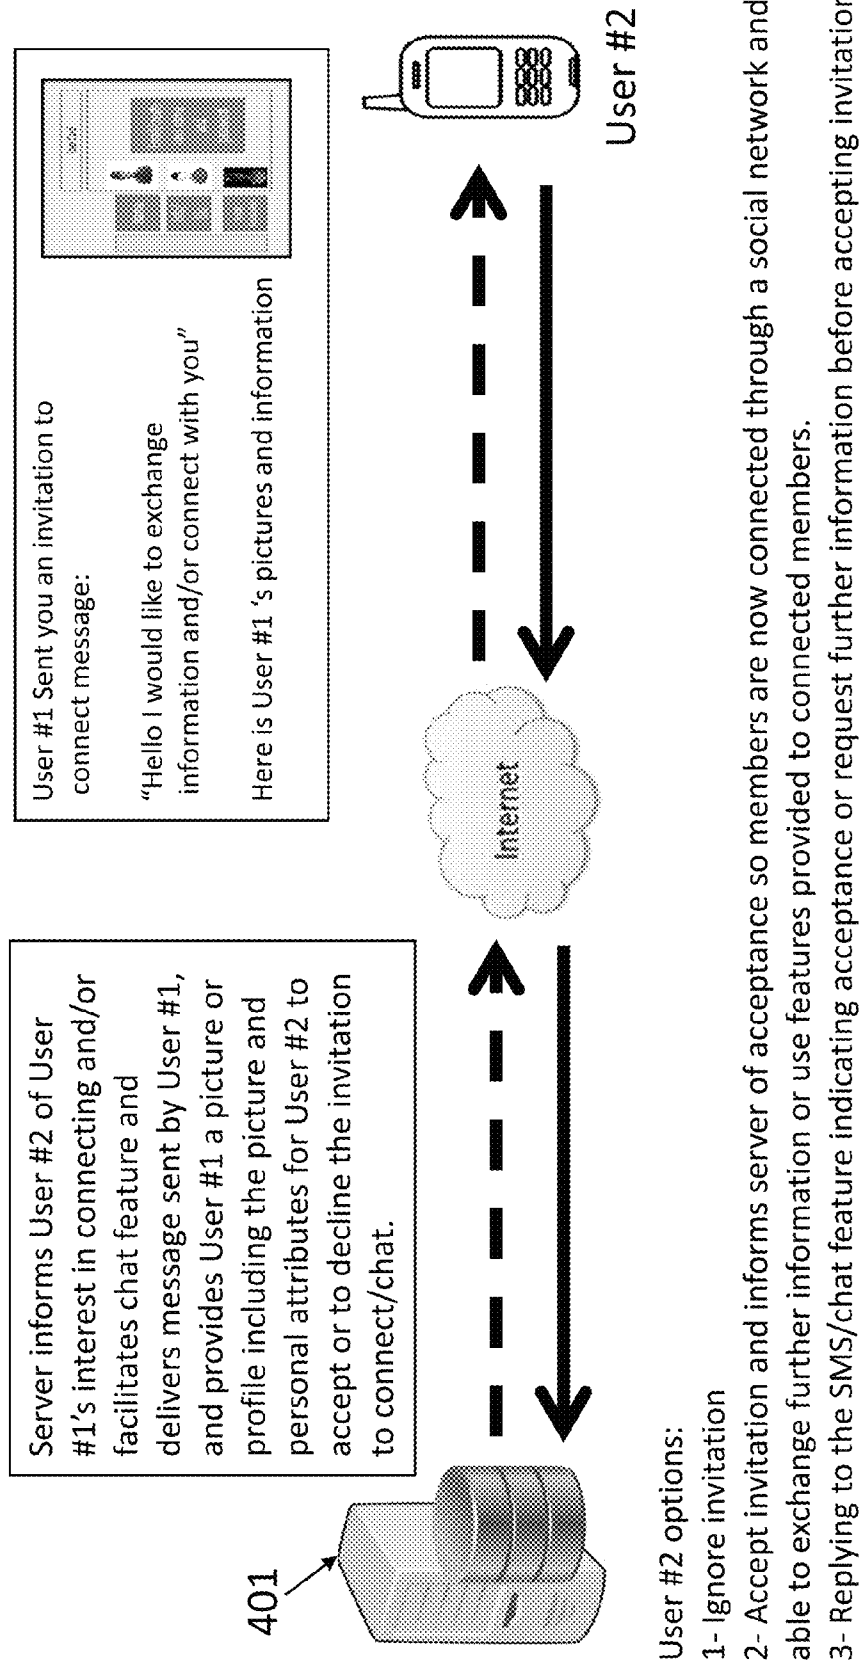 User #1 Sent you an invitation to
connect message:
“Hello I would like to exchange
information and/or connect with you”
Here is User #1 ‘s pictures and information
Server informs User #2 of User
#1’s interest in connecting and/or
facilitates chat feature and
delivers message sent by User #1,
and provides User #1 a picture or
profile including the picture and
personal attributes for User #2 to
accept or to decline the invitation
to connect/chat.
401
Internet
User #2
User #2 options:
1- Ignore invitation
2- Accept invitation and informs server of acceptance so members are now connected through a social network and
able to exchange further information or use features provided to connected members.
3- Replying to the SMS/chat feature indicating acceptance or request further information before accepting invitation